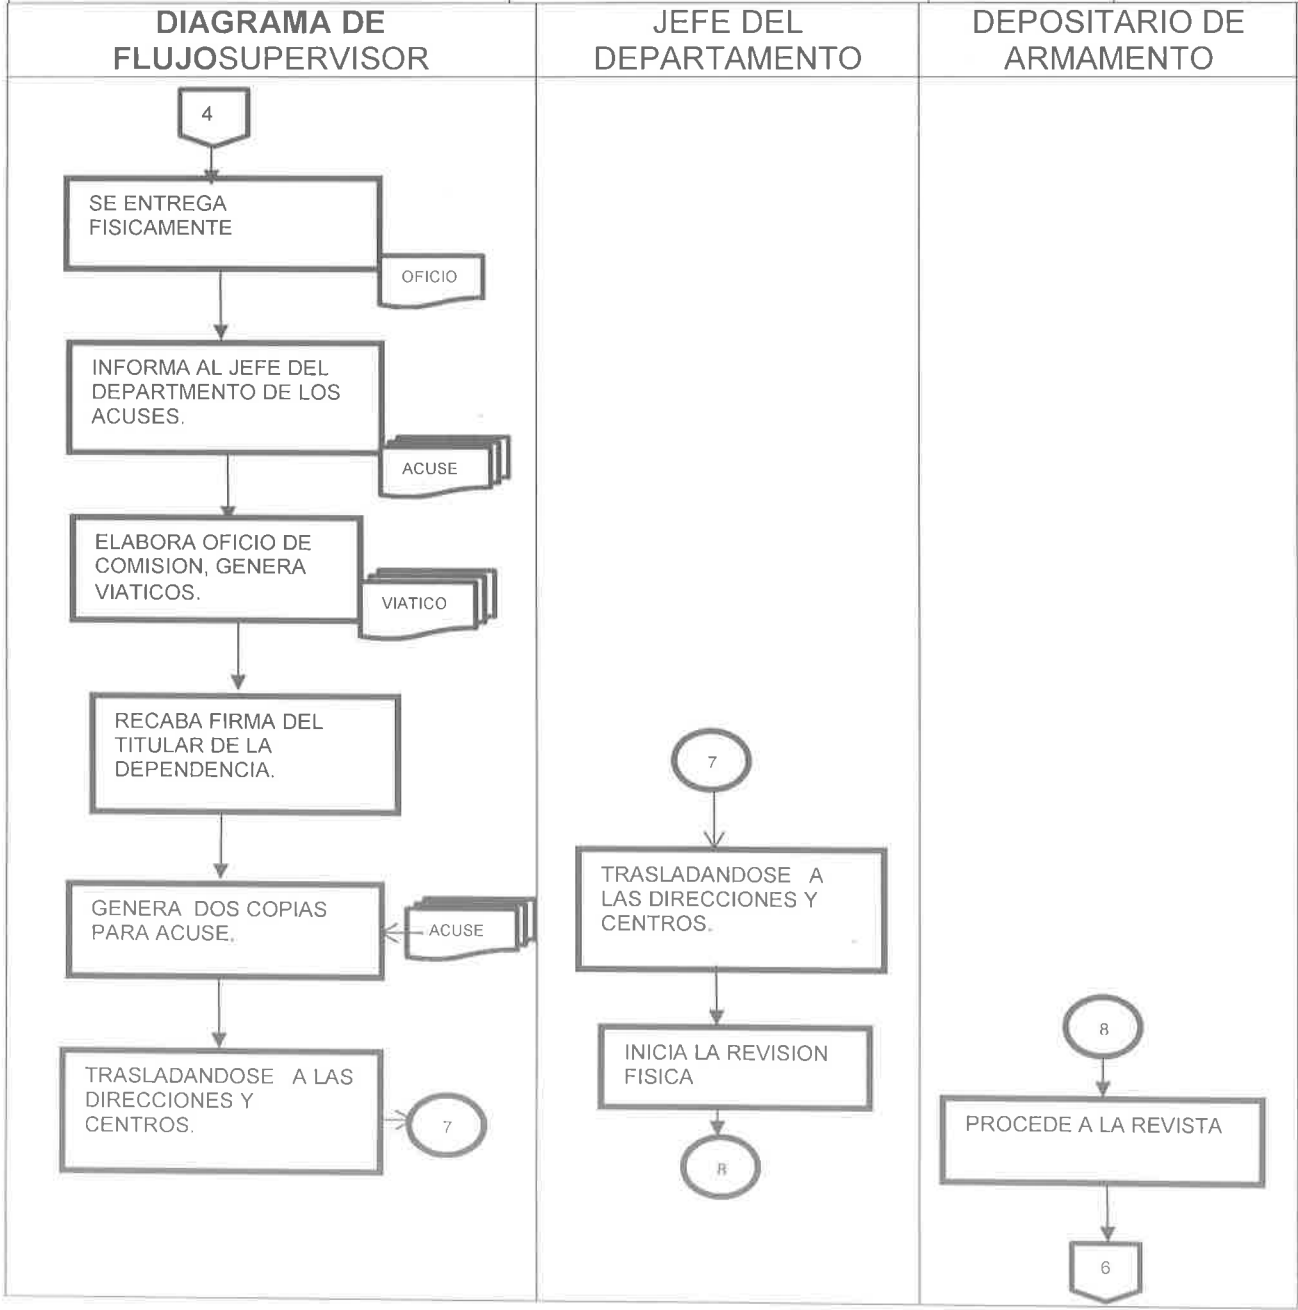 DIAGRAMA DE
FLUJOSUPERVISOR
4
SE ENTREGA
FISICAMENTE
OFICIO
INFORMA AL JEFE DEL
DEPARTMENTO DE LOS
ACUSES.
ACUSE
ELABORA OFICIO DE
COMISION, GENERA
VIATICOS.
VIATICO
RECABA FIRMA DEL
TITULAR DE LA
DEPENDENCIA.
GENERA DOS COPIAS
PARA ACUSE.
ACUSE
TRASLADANDOSE A LAS
DIRECCIONES Y
CENTROS.
7
JEFE DEL
DEPARTAMENTO
7
TRASLADANDOSE A
LAS DIRECCIONES Y
CENTROS.
INICIA LA REVISION
FISICA
8
DEPOSITARIO DE
ARMAMENTO
8
PROCEDE A LA REVISTA
6